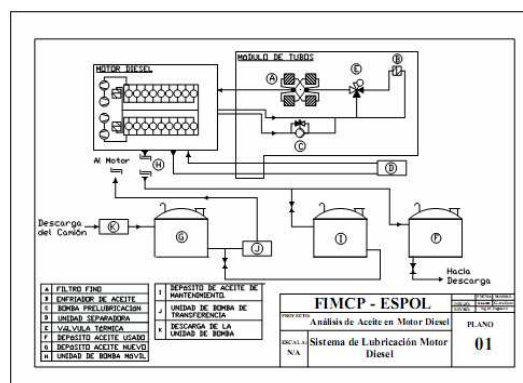 MOTOR DIESEL
MÓDULO DE TUBOS
A
E
B
C
Al Motor
H
D
Descarga
del Camión
K
G
J
I
F
Hacia
Descarga
A FILTRO FINO
B ENFRIADOR DE ACEITE
C BOMBA PRELUBRICACIÓN
D UNIDAD SEPARADORA
E VALVULA TERMICA
F DEPOSITO ACEITE USADO
G DEPOSITO ACEITE NUEVO
H UNIDAD DE BOMBA MOVIL
I DEPOSITO DE ACEITE DE
MANTENIMIENTO.
J UNIDAD DE BOMBA DE
TRANSFERENCIA
K DESCARGA DE LA
UNIDAD DE BOMBA
FIMCP - ESPOL
PROYECTO:
Análisis de Aceite en Motor Diesel
PLANO
ESCALA:
N/A
Sistema de Lubricación Motor
Diesel
01